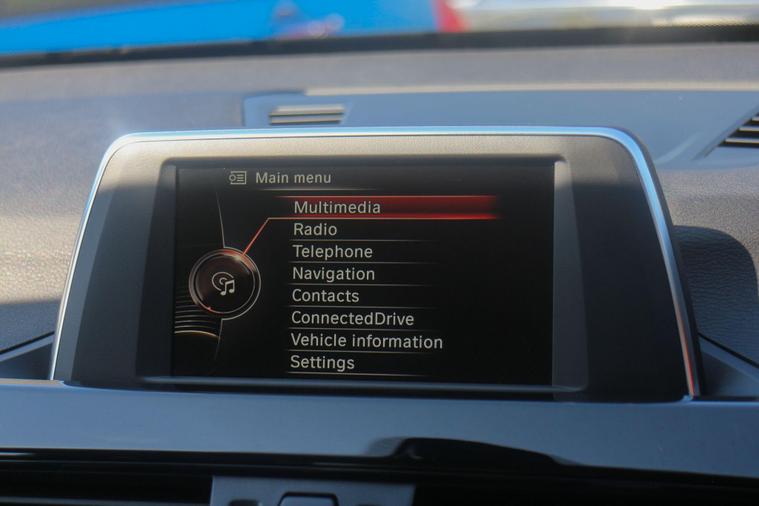 Main menu
Multimedia
Radio
Telephone
Navigation
Contacts
ConnectedDrive
Vehicle information
Settings